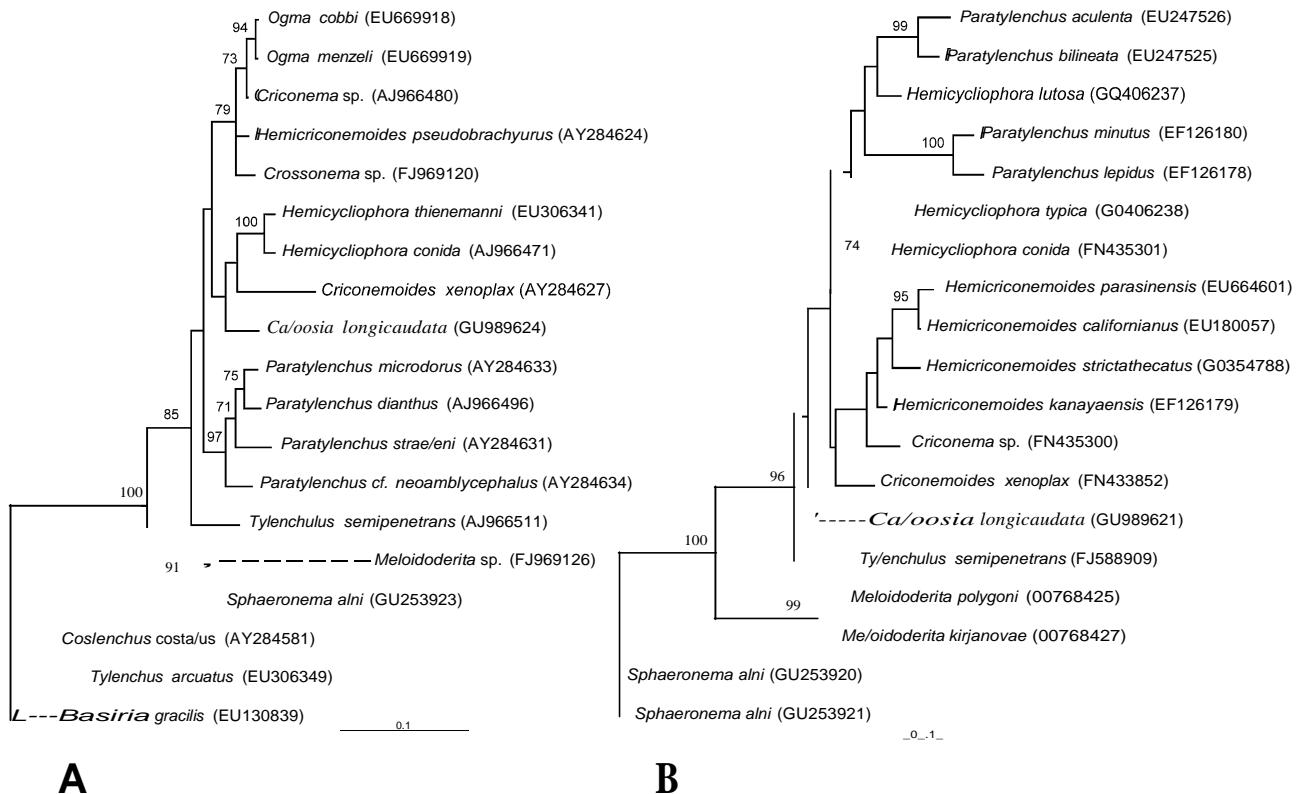 94
Ogma cobbi (EU669918)
73
Ogma menzeli (EU669919)
Criconema sp. (AJ966480)
79
Hemicriconemoides pseudobrachyurus (AY284624)
Crossonema sp. (FJ969120)
Hemicycliophora thienemanni (EU306341)
100
Hemicycliophora conida (AJ966471)
Criconemoides xenoplax (AY284627)
Ca/oosia longicaudata (GU989624)
Paratylenchus microdorus (AY284633)
75
Paratylenchus dianthus (AJ966496)
71
85
97
Paratylenchus strae/eni (AY284631)
Paratylenchus cf. neoamblycephalus (AY284634)
100
Tylenchulus semipenetrans (AJ966511)
91
Meloidoderita sp. (FJ969126)
Sphaeronema alni (GU253923)
Coslenchus costa/us (AY284581)
Tylenchus arcuatus (EU306349)
L---Basiria gracilis (EU130839)
0.1
A
99
Paratylenchus aculenta (EU247526)
Paratylenchus bilineata (EU247525)
Hemicycliophora lutosa (GQ406237)
100
Paratylenchus minutus (EF126180)
Paratylenchus lepidus (EF126178)
Hemicycliophora typica (G0406238)
74
Hemicycliophora conida (FN435301)
95
Hemicriconemoides parasinensis (EU664601)
Hemicriconemoides californianus (EU180057)
Hemicriconemoides strictathecatus (G0354788)
Hemicriconemoides kanayaensis (EF126179)
Criconema sp. (FN435300)
96
Criconemoides xenoplax (FN433852)
'-----Ca/oosia longicaudata (GU989621)
100
Ty/enchulus semipenetrans (FJ588909)
99
Meloidoderita polygoni (00768425)
Me/oidoderita kirjanovae (00768427)
Sphaeronema alni (GU253920)
Sphaeronema alni (GU253921)
_0_.1_
B